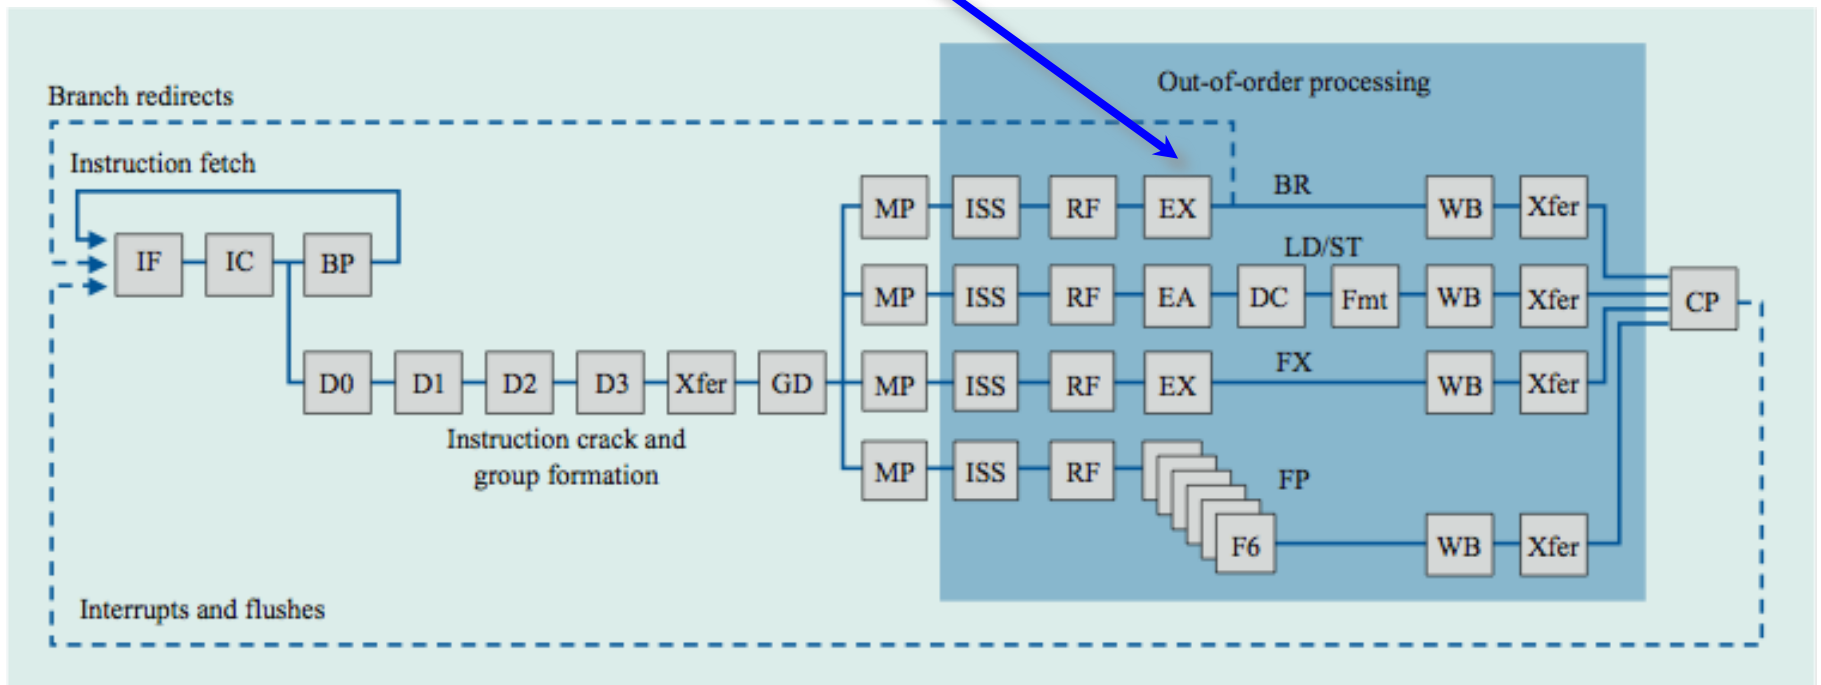 Out-of-order processing
Branch redirects
Instruction fetch
MP ISS RF EX BR WB Xfer
IF IC BP
LD/ST
MP ISS RF EA DC Fmt WB Xfer
CP
FX
D0 D1 D2 D3 Xfer GD MP ISS RF EX WB Xfer
Instruction crack and
group formation
MP ISS RF FP
F6 WB Xfer
Interrupts and flushes